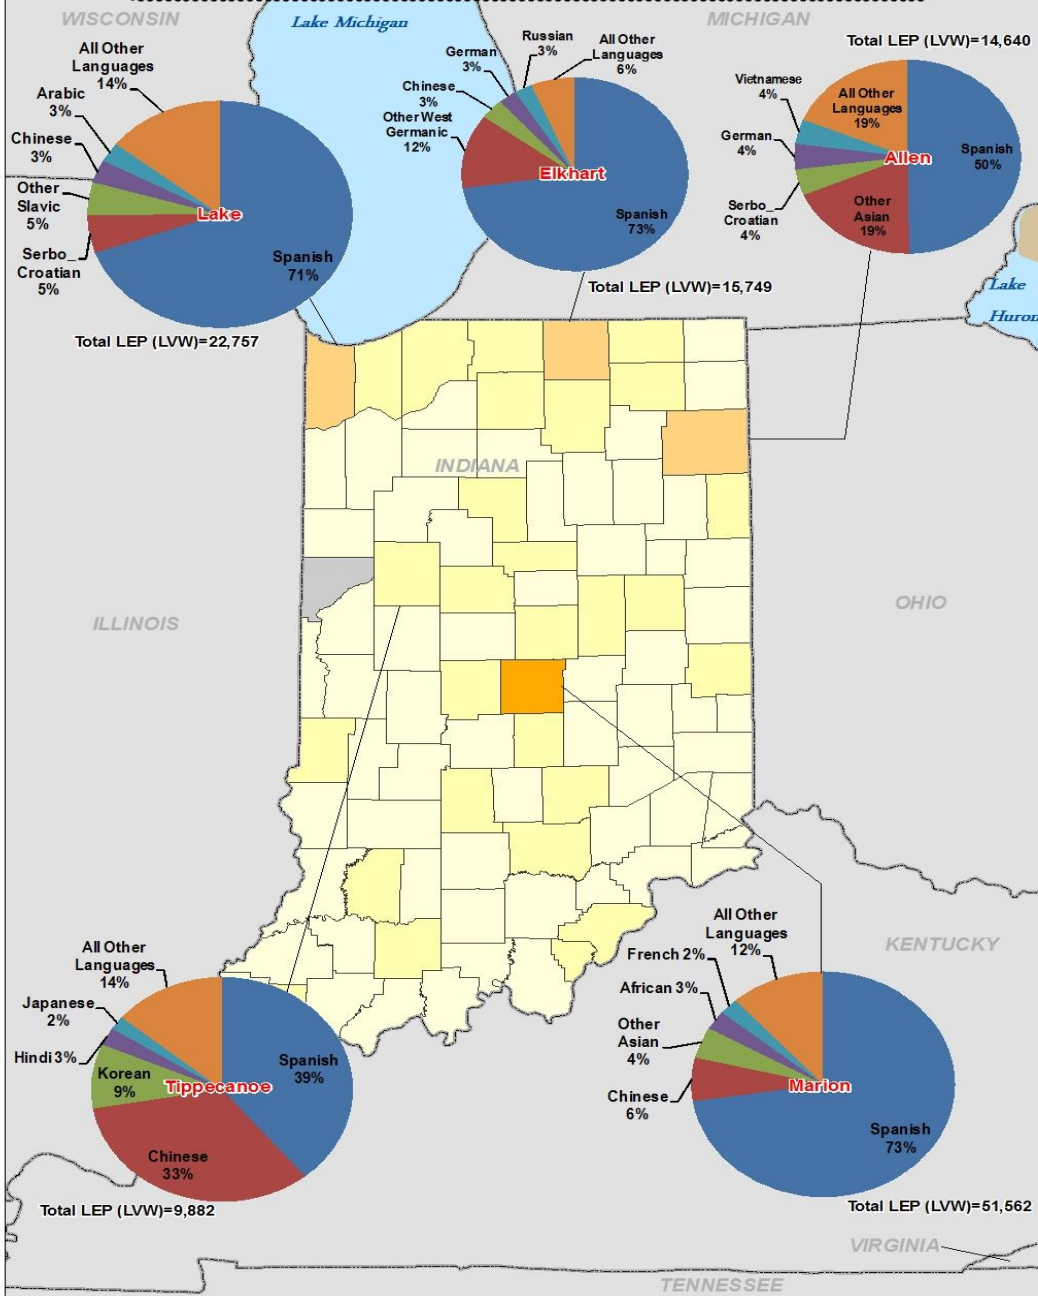 WISCONSIN
Lake Michigan
MICHIGAN
All Other
Languages
14%
Arabic
3%
Chinese
3%
Other
Slavic
5%
Serbo_
Croatian
5%
Lake
Spanish
71%
Total LEP (LVW)=22,757
Russian
3%
All Other
Languages
6%
German
3%
Chinese
3%
Other West
Germanic
12%
Elkhart
Spanish
73%
Total LEP (LVW)=15,749
Total LEP (LVW)=14,640
Vietnamese
4%
All Other
Languages
19%
German
4%
Allen
Spanish
50%
Serbo_
Croatian
4%
Other
Asian
19%
Lake
Huron
INDIANA
ILLINOIS
OHIO
KENTUCKY
All Other
Languages
14%
Japanese
2%
Hindi 3%
Korean
9%
Tippecanoe
Spanish
39%
Chinese
33%
Total LEP (LVW)=9,882
All Other
Languages
12%
French 2%
African 3%
Other
Asian
4%
Chinese
6%
Marion
Spanish
73%
Total LEP (LVW)=51,562
VIRGINIA
TENNESSEE